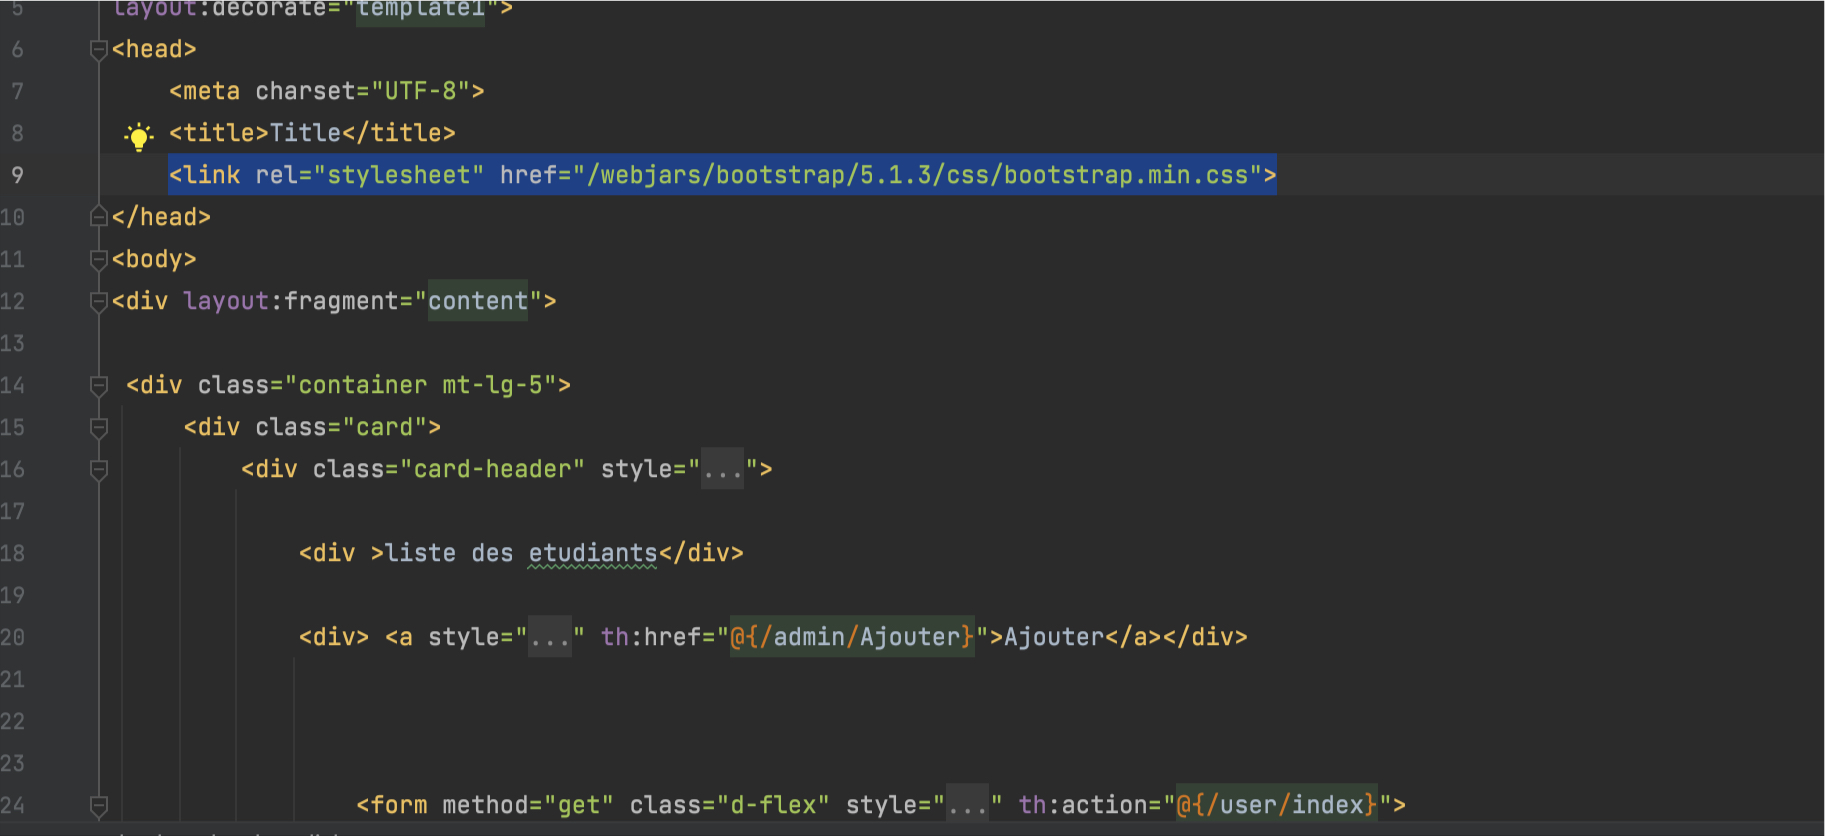 5 layout:decorate="template1">
6 <head>
7 <meta charset="UTF-8">
8 <title>Title</title>
9 <link rel="stylesheet" href="/webjars/bootstrap/5.1.3/css/bootstrap.min.css">
10 </head>
11 <body>
12 <div layout:fragment="content">
13
14 <div class="container mt-lg-5">
15 <div class="card">
16 <div class="card-header" style="...">
17
18 <div >liste des etudiants</div>
19
20 <div> <a style="..." th:href="@{/admin/Ajouter}">Ajouter</a></div>
21
22
23
24 <form method="get" class="d-flex" style="..." th:action="@{/user/index}">